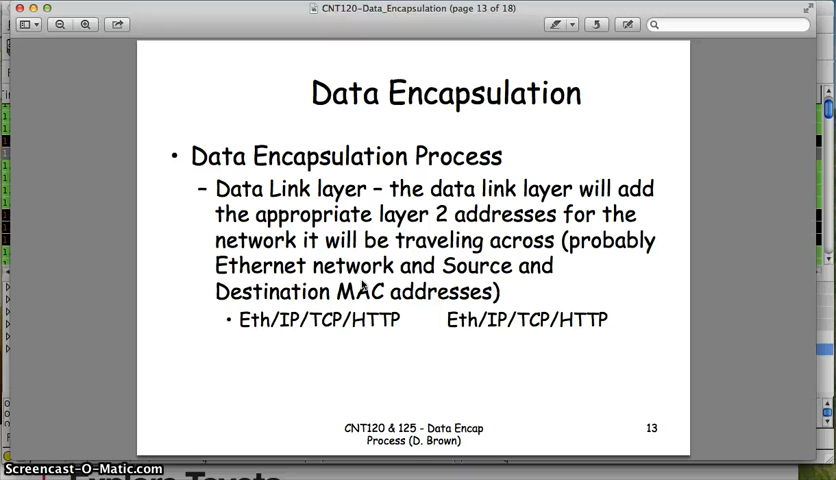 CNT120-Data_Encapsulation (page 13 of 18)
Data Encapsulation
• Data Encapsulation Process
– Data Link layer – the data link layer will add
the appropriate layer 2 addresses for the
network it will be traveling across (probably
Ethernet network and Source and
Destination MAC addresses)
• Eth/IP/TCP/HTTP Eth/IP/TCP/HTTP
CNT120 & 125 - Data Encap
Process (D. Brown)
13
Screencast-O-Matic.com